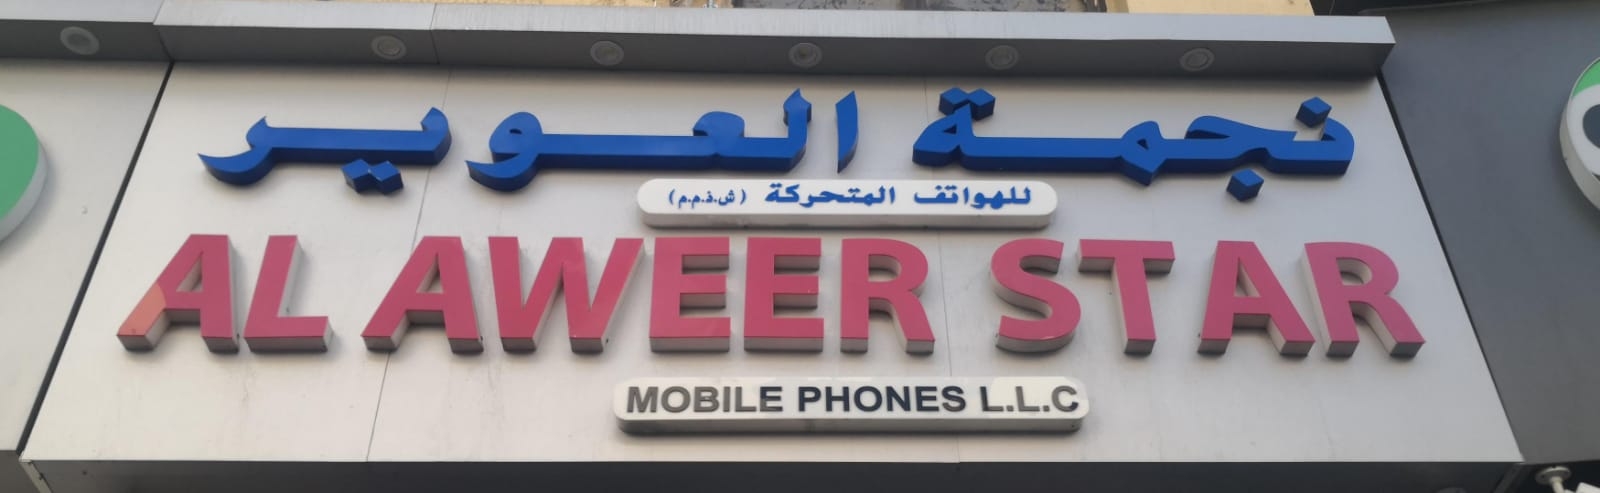 نجمة العوير
للهواتف المتحركة (ش.ذ.م.م)
AL AWEER STAR
MOBILE PHONES L.L.C